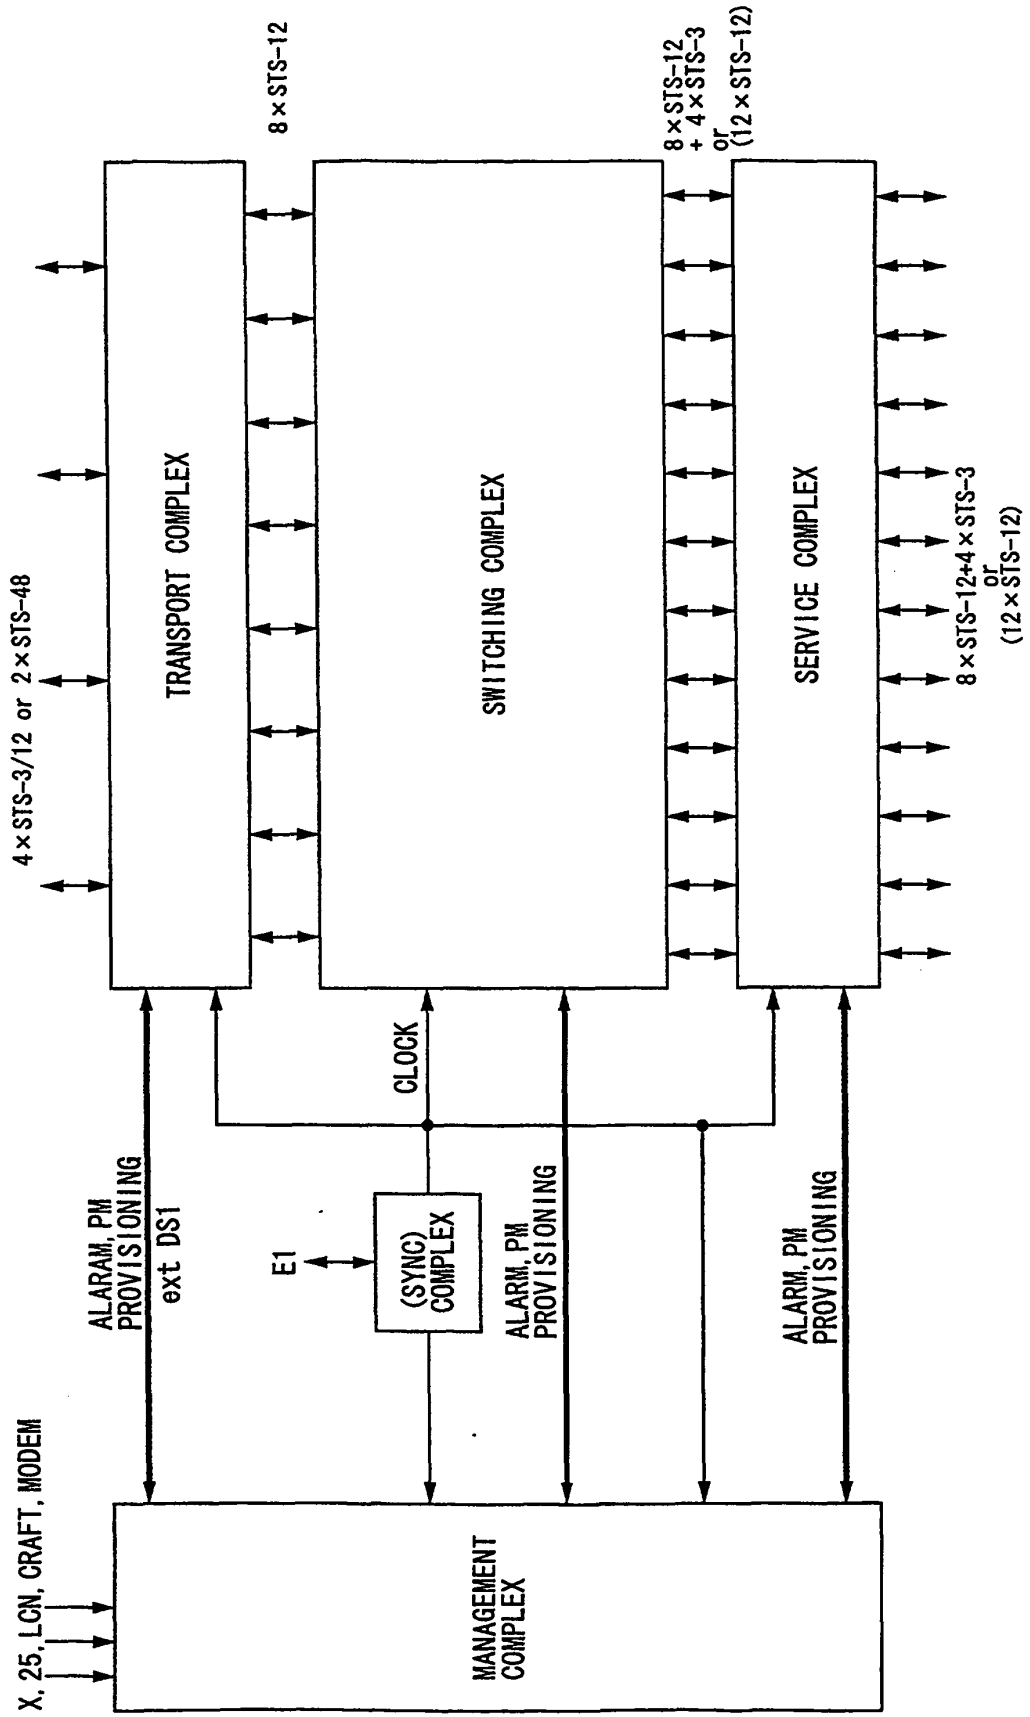 4×STS-3/12 or 2×STS-48
TRANSPORT COMPLEX
8×STS-12
SWITCHING COMPLEX
8×STS-12
+ 4×STS-3
or
(12×STS-12)
SERVICE COMPLEX
8×STS-12+4×STS-3
or
(12×STS-12)
ALARAM, PM
PROVISIONING
ext DS1
CLOCK
E1
(SYNC)
COMPLEX
ALARM, PM
PROVISIONING
ALARM, PM
PROVISIONING
X, 25, LCN, CRAFT, MODEM
MANAGEMENT
COMPLEX